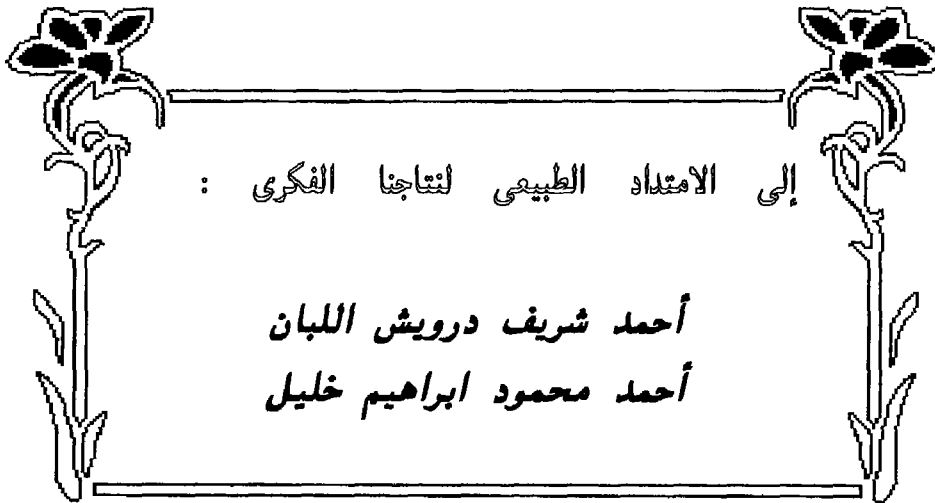 إلى الامتداد الطبيعى لنتاجنا الفكرى :
أحمد شريف درويش اللبان
أحمد محمود ابراهيم خليل